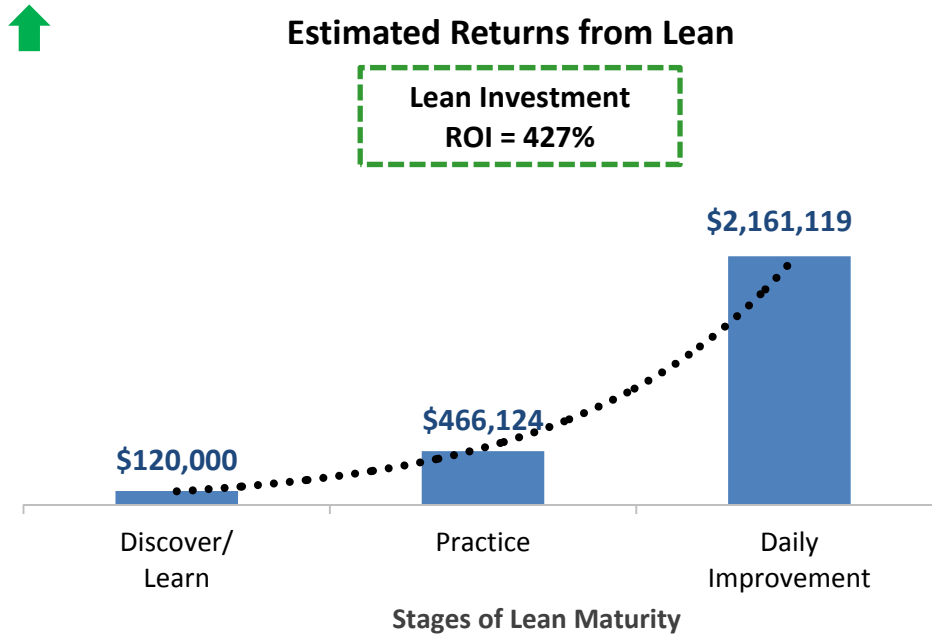 Estimated Returns from Lean
Lean Investment
ROI = 427%
$2,161,119
$466,124
$120,000
Discover/
Learn
Practice
Daily
Improvement
Stages of Lean Maturity